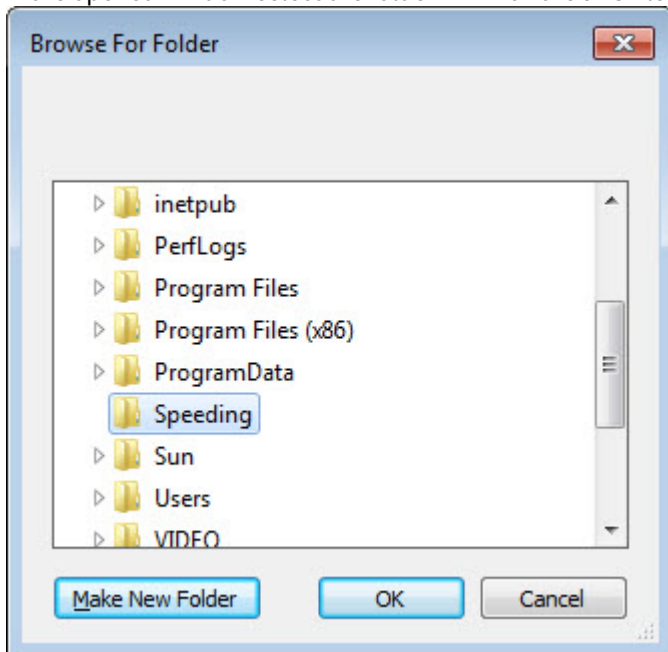 Browse For Folder
inetpub
PerfLogs
Program Files
Program Files (x86)
ProgramData
Speeding
Sun
Users
VIDEO
Make New Folder OK Cancel